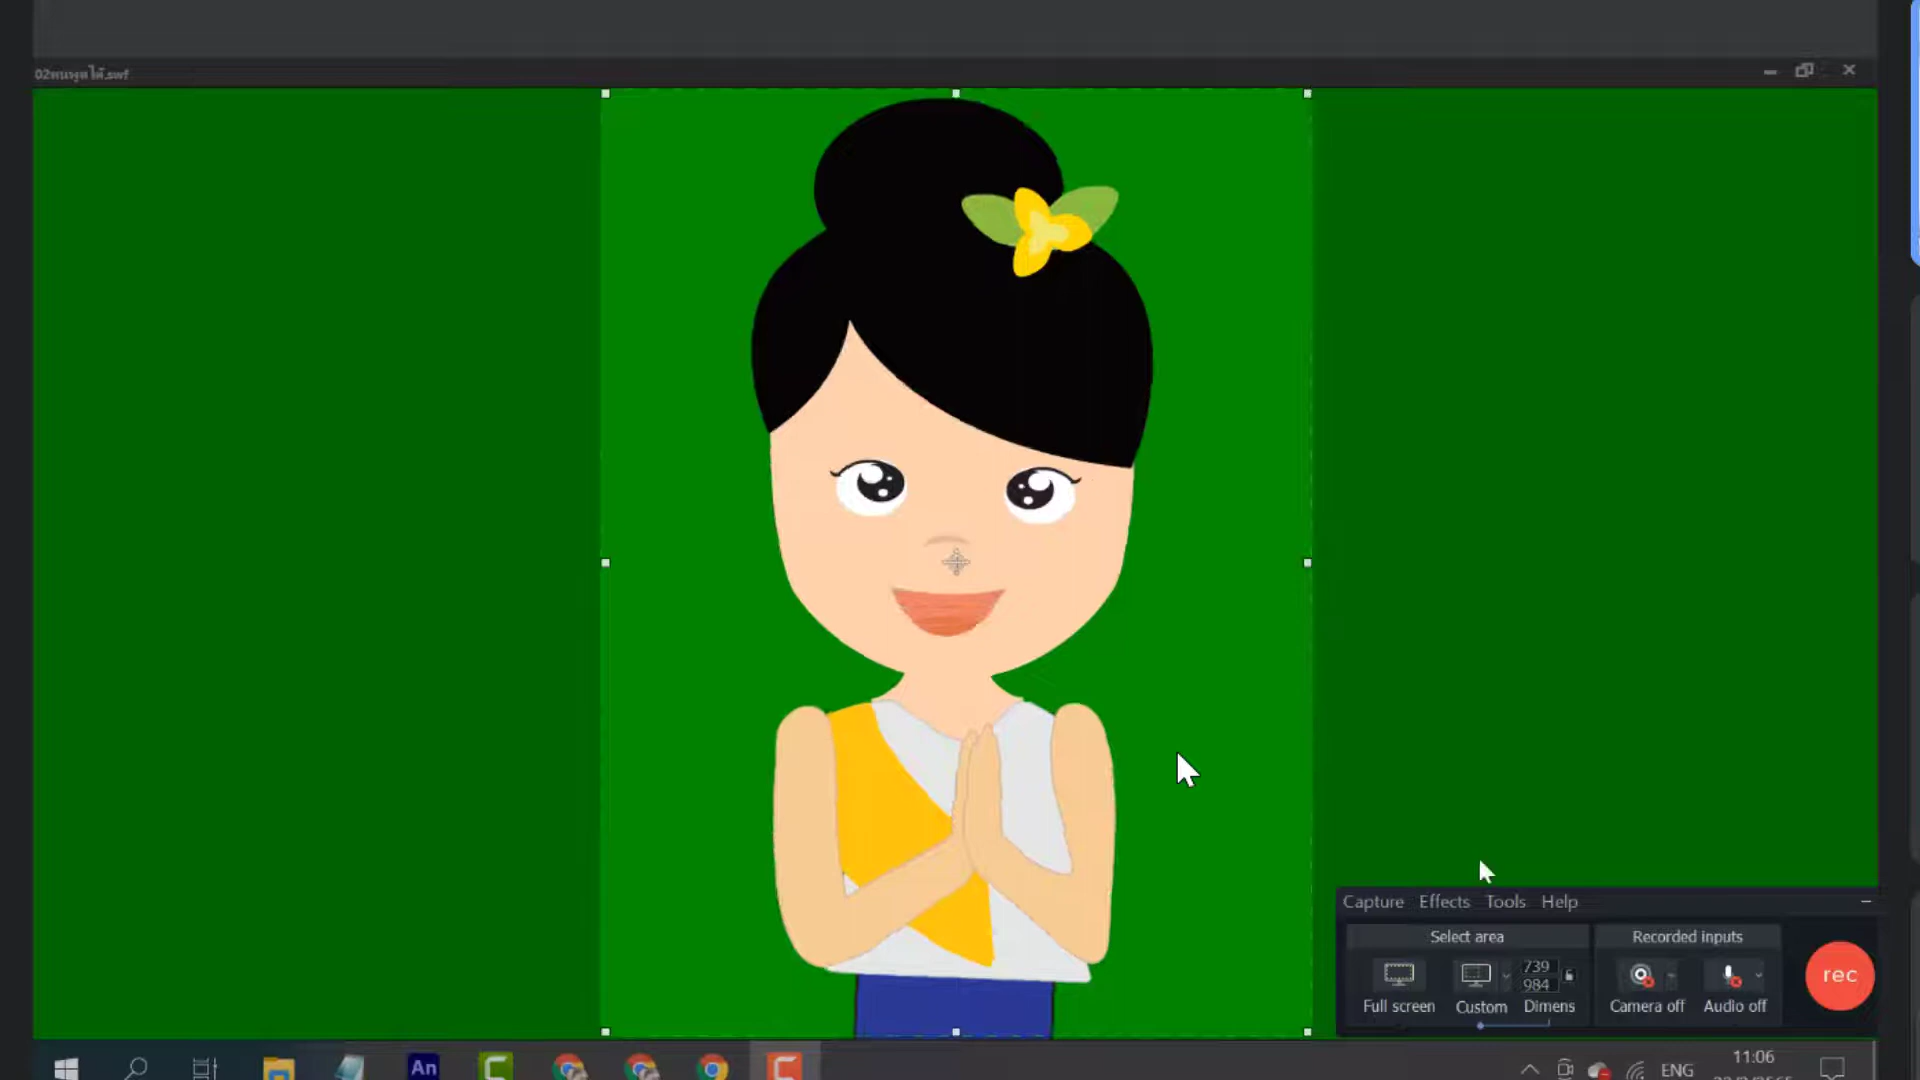 Capture Effects Tools Help
Select area
Recorded inputs
739
984
Full screen
Custom
Dimens
Camera off
Audio off
rec
An
ENG
11:06